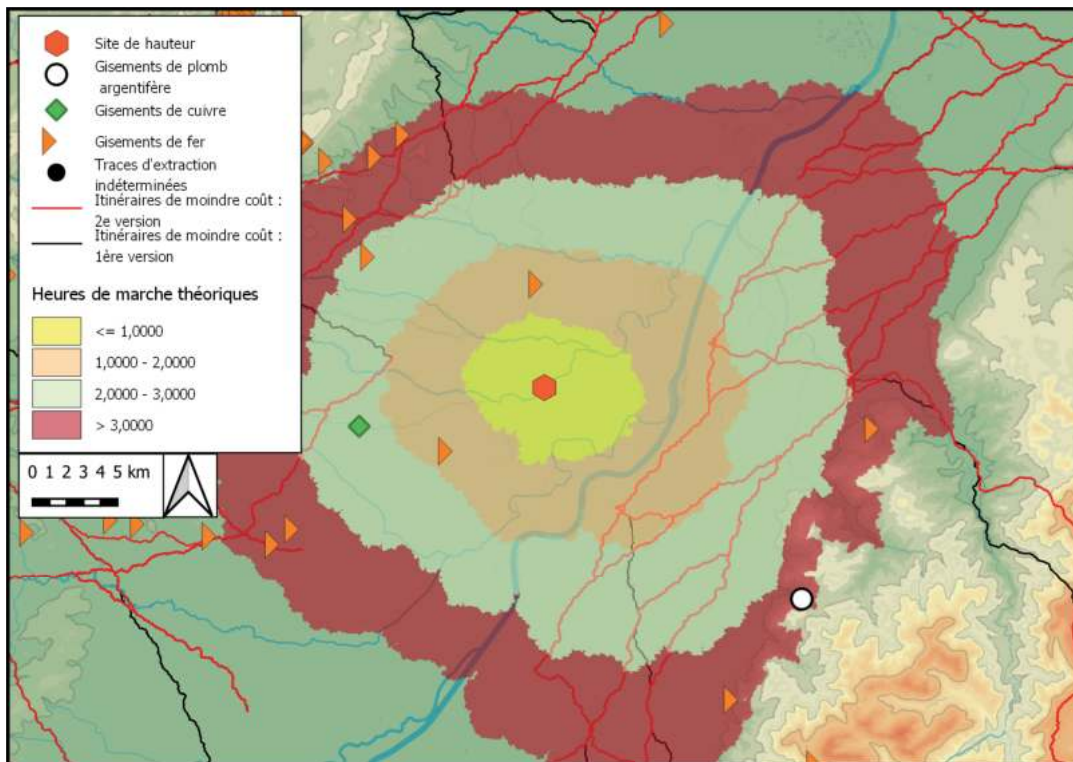 Site de hauteur
Gisements de plomb
argentifère
Gisements de cuivre
Gisements de fer
Traces d'extraction
indéterminées
Itinéraires de moindre coût :
2e version
Itinéraires de moindre coût :
1ère version
Heures de marche théoriques
<= 1,0000
1,0000 - 2,0000
2,0000 - 3,0000
> 3,0000
0 1 2 3 4 5 km